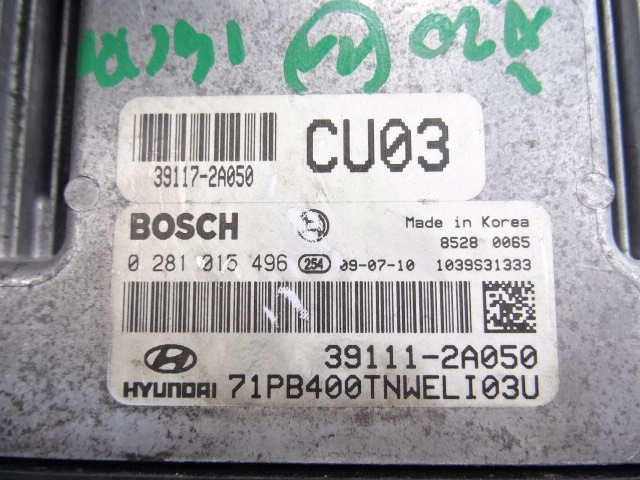 CU03
39117-2A050
BOSCH
Made in Korea
8528 0065
0 281 015 496 254 09-07-10 1039S31333
39111-2A050
HYUNDAI 71PB400TNWELI03U